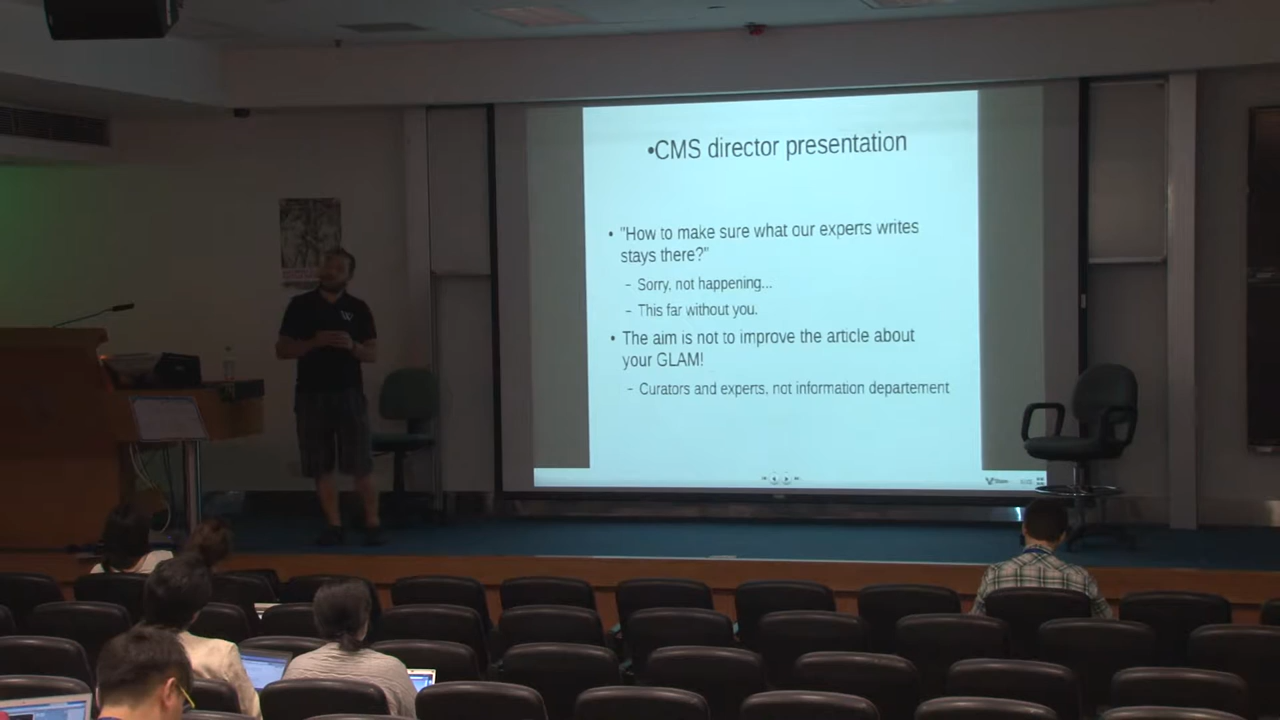 •CMS director presentation
• "How to make sure what our experts writes
stays there?"
– Sorry, not happening...
– This far without you.
• The aim is not to improve the article about
your GLAM!
– Curators and experts, not information departement
W